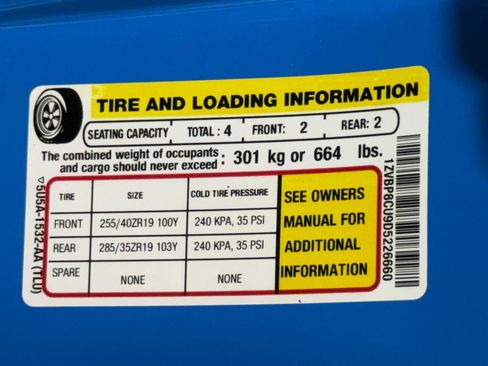 TIRE AND LOADING INFORMATION
SEATING CAPACITY TOTAL : 4 FRONT: 2 REAR: 2
The combined weight of occupants
and cargo should never exceed : 301 kg or 664 lbs.
TIRE SIZE COLD TIRE PRESSURE
FRONT 255/40ZR19 100Y 240 KPA, 35 PSI
REAR 285/35ZR19 103Y 240 KPA, 35 PSI
SPARE NONE NONE
SEE OWNERS
MANUAL FOR
ADDITIONAL
INFORMATION
▽5U5A-1532-AA (TLU)
1ZVBP8CU9D5226660